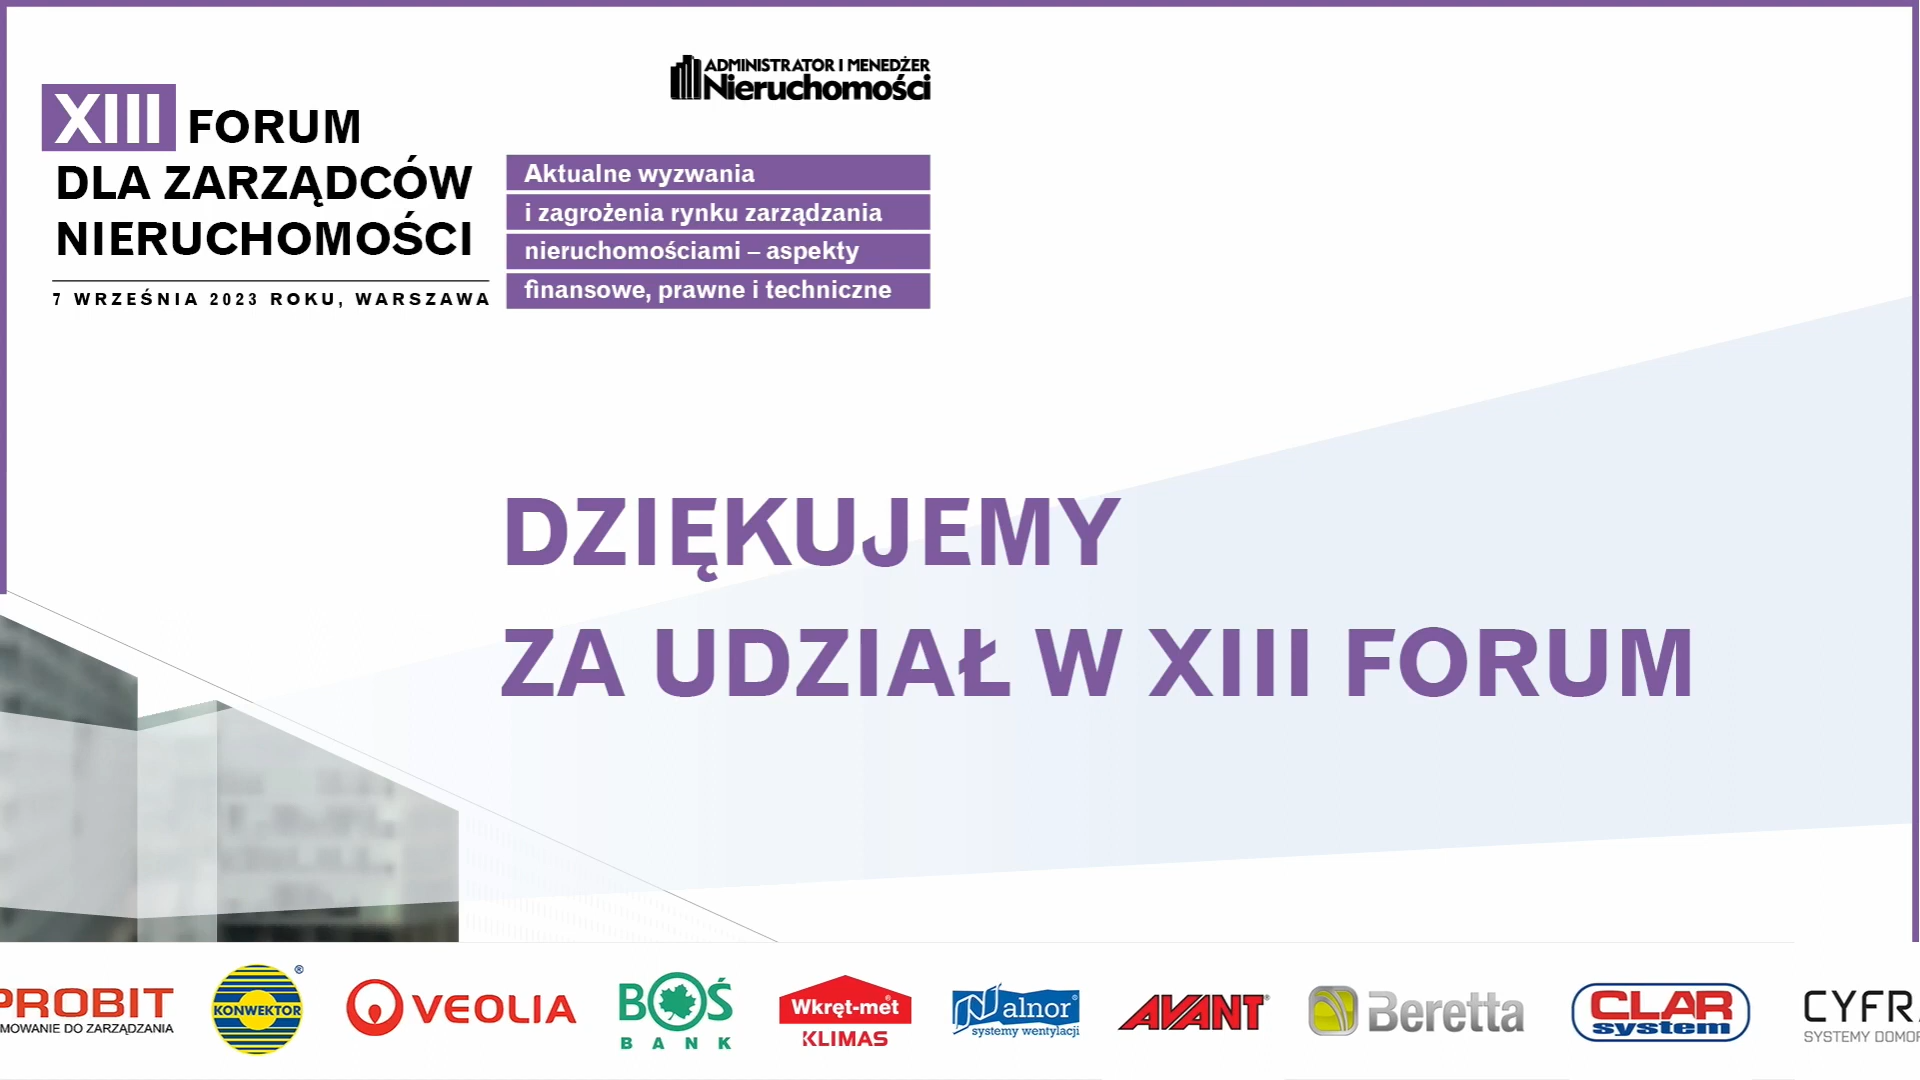 ADMINISTRATOR I MENEDŻER
Nieruchomości
XIII FORUM
DLA ZARZĄDCÓW
NIERUCHOMOŚCI
7 WRZEŚNIA 2023 ROKU, WARSZAWA
Aktualne wyzwania
i zagrożenia rynku zarządzania
nieruchomościami – aspekty
finansowe, prawne i techniczne
DZIĘKUJEMY
ZA UDZIAŁ W XIII FORUM
PROBIT
MOWANIE DO ZARZĄDZANIA
KONWEKTOR ®
VEOLIA
BOŚ
BANK
Wkręt-met
KLIMAS
alnor®
systemy wentylacji
AVANT®
Beretta
CLAR
system
CYFR
SYSTEMY DOMO